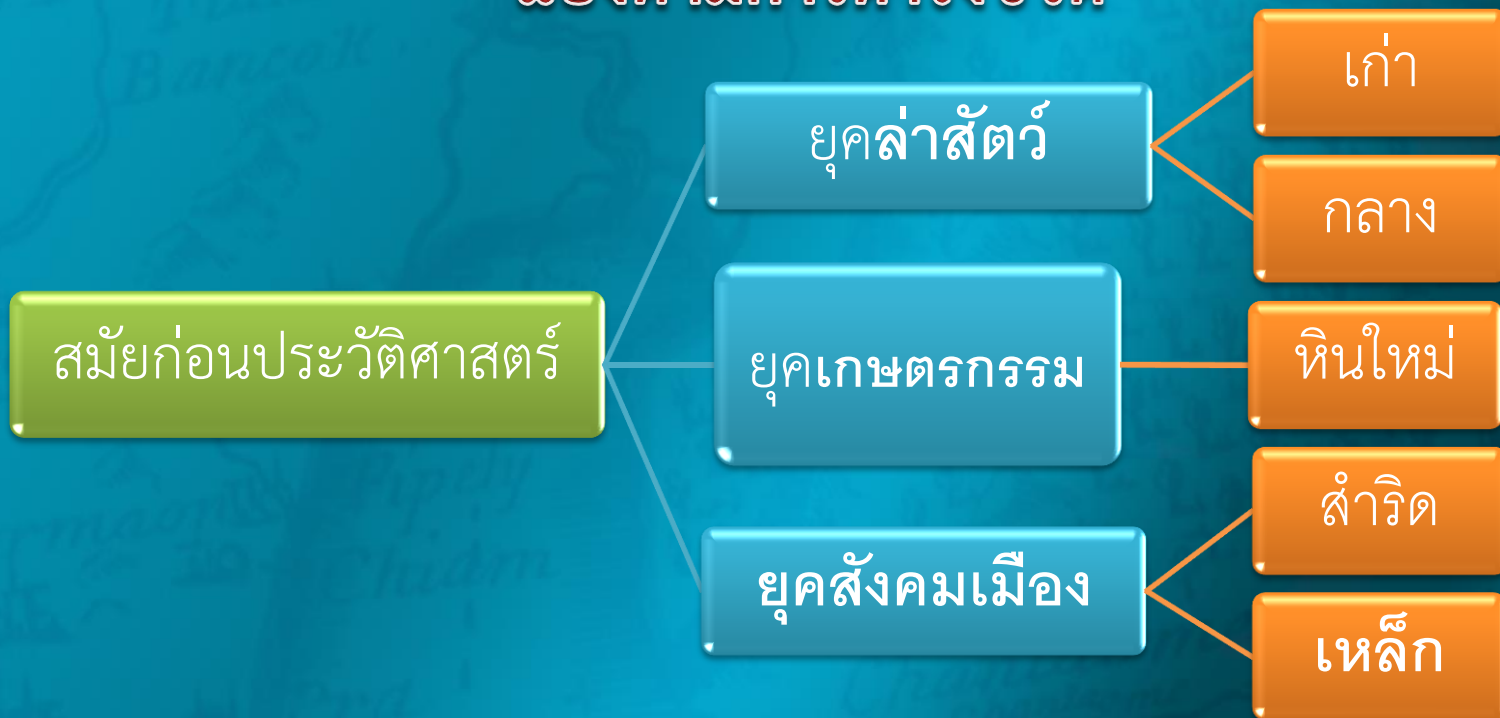 เก่า
ยุคล่าสัตว์
กลาง
สมัยก่อนประวัติศาสตร์
ยุคเกษตรกรรม
หินใหม่
สำริด
ยุคสังคมเมือง
เหล็ก